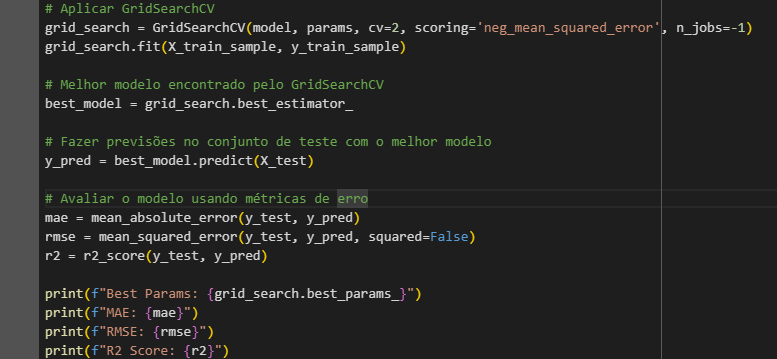 # Aplicar GridSearchCV
grid_search = GridSearchCV(model, params, cv=2, scoring='neg_mean_squared_error', n_jobs=-1)
grid_search.fit(X_train_sample, y_train_sample)
# Melhor modelo encontrado pelo GridSearchCV
best_model = grid_search.best_estimator_
# Fazer previsões no conjunto de teste com o melhor modelo
y_pred = best_model.predict(X_test)
# Avaliar o modelo usando métricas de erro
mae = mean_absolute_error(y_test, y_pred)
rmse = mean_squared_error(y_test, y_pred, squared=False)
r2 = r2_score(y_test, y_pred)
print(f"Best Params: {grid_search.best_params_}")
print(f"MAE: {mae}")
print(f"RMSE: {rmse}")
print(f"R2 Score: {r2}")